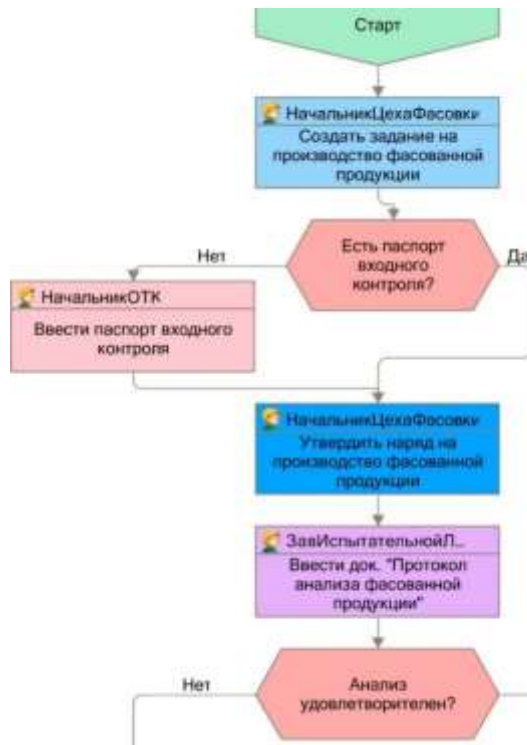 Старт
НачальникЦехаФасовки
Создать задание на
производство фасованной
продукции
Есть паспорт
входного
контроля?
Нет
Да
НачальникОТК
Ввести паспорт входного
контроля
НачальникЦехаФасовки
Утвердить наряд на
производство фасованной
продукции
ЗавИспытательнойЛ...
Ввести док. "Протокол
анализа фасованной
продукции"
Нет
Анализ
удовлетворителен?